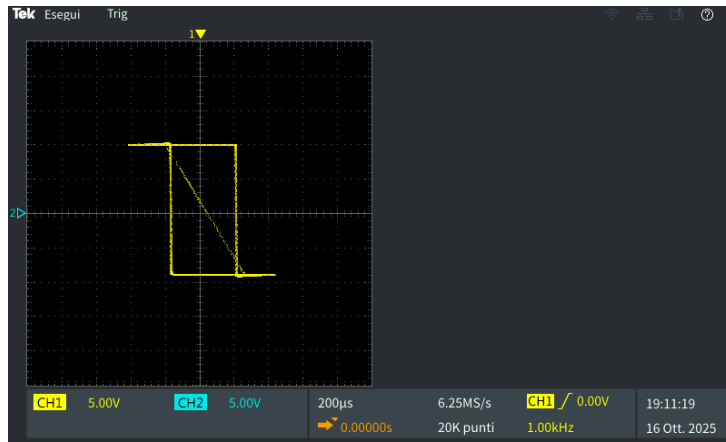 Tek Esegui Trig
1
2
CH1 5.00V CH2 5.00V 200µs 6.25MS/s CH1 0.00V 19:11:19
0.00000s 20K punti 1.00kHz 16 Ott. 2025